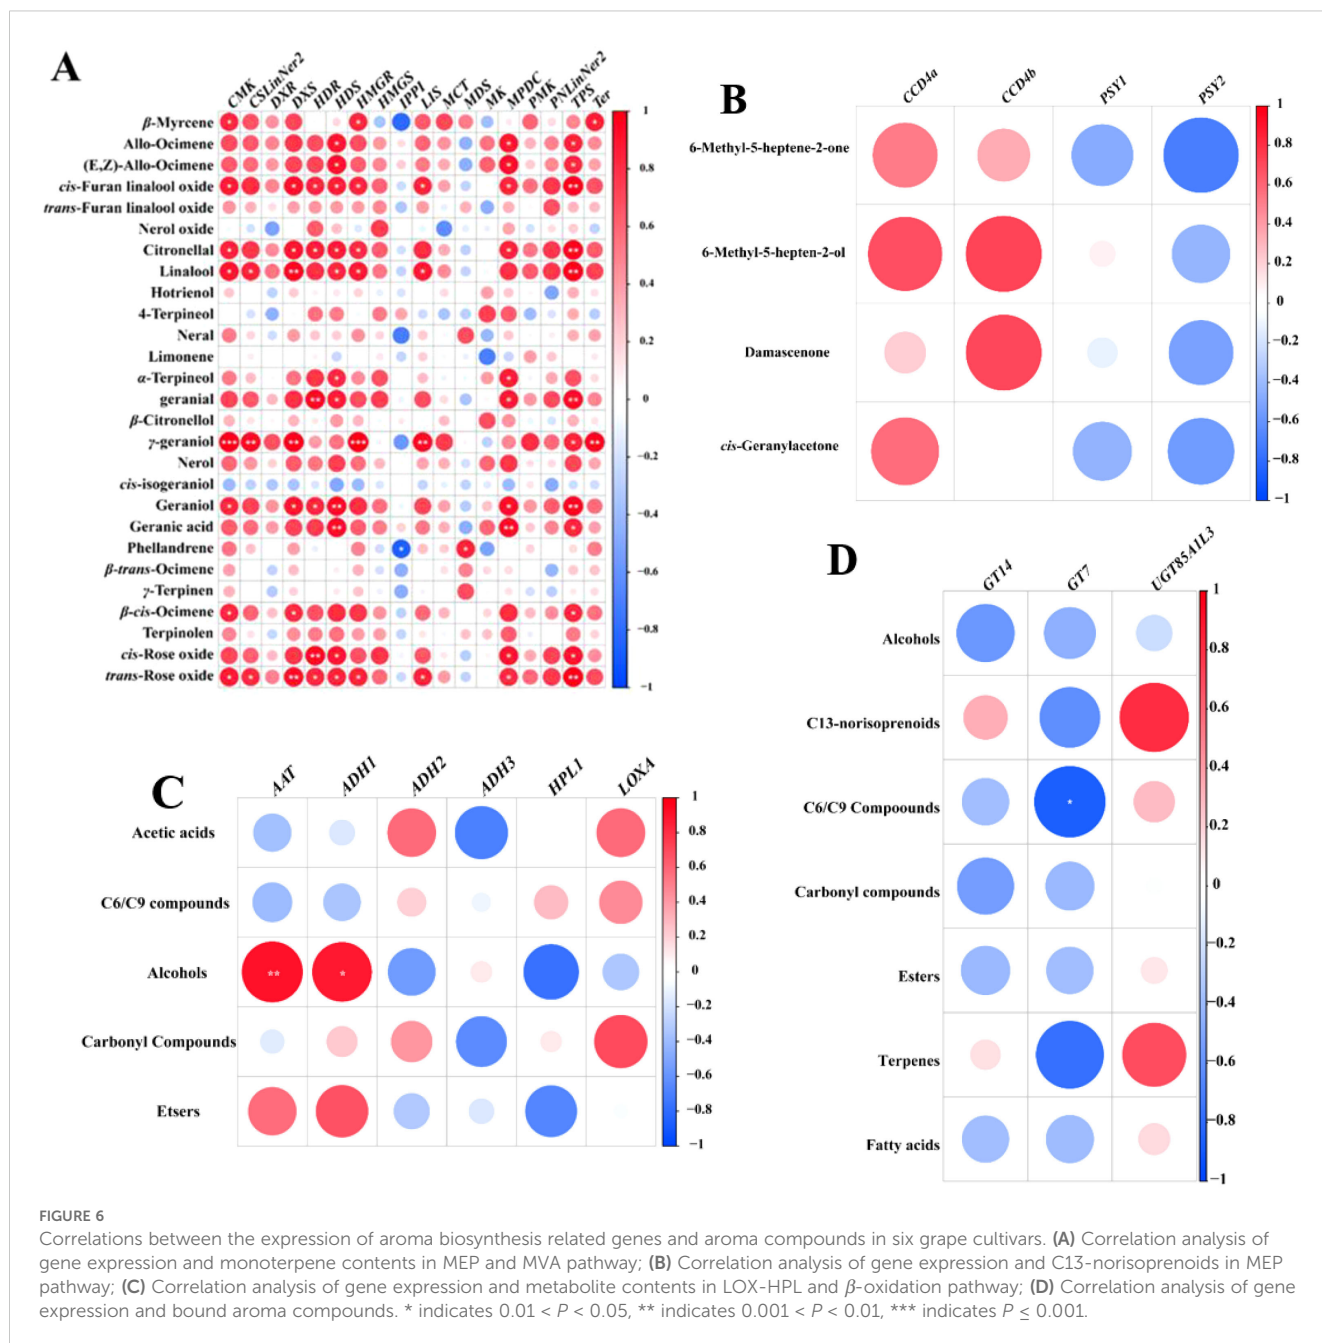 A
CMK CSLinNer2 DXR DXS HDR HDS HMGR HMGS IPPI LIS MCT MDS MK MPDC PMK PNLinNer2 TPS Ter
β-Myrcene
Allo-Ocimene
(E,Z)-Allo-Ocimene
cis-Furan linalool oxide
trans-Furan linalool oxide
Nerol oxide
Citronellal
Linalool
Hotrienol
4-Terpineol
Neral
Limonene
α-Terpineol
geranial
β-Citronellol
γ-geraniol
Nerol
cis-isogeraniol
Geraniol
Geranic acid
Phellandrene
β-trans-Ocimene
γ-Terpinen
β-cis-Ocimene
Terpinolen
cis-Rose oxide
trans-Rose oxide
1
0.8
0.6
0.4
0.2
0
−0.2
−0.4
−0.6
−0.8
−1
B
CCD4a CCD4b PSY1 PSY2
6-Methyl-5-heptene-2-one
6-Methyl-5-hepten-2-ol
Damascenone
cis-Geranylacetone
1
0.8
0.6
0.4
0.2
0
−0.2
−0.4
−0.6
−0.8
−1
C
AAT ADH1 ADH2 ADH3 HPL1 LOXA
Acetic acids
C6/C9 compounds
Alcohols ** *
Carbonyl Compounds
Etsers
1
0.8
0.6
0.4
0.2
0
−0.2
−0.4
−0.6
−0.8
−1
D
GT14 GT7 UGT85A1L3
Alcohols
C13-norisoprenoids
C6/C9 Compoounds *
Carbonyl compounds
Esters
Terpenes
Fatty acids
1
0.8
0.6
0.4
0.2
0
−0.2
−0.4
−0.6
−0.8
−1
FIGURE 6
Correlations between the expression of aroma biosynthesis related genes and aroma compounds in six grape cultivars. (A) Correlation analysis of
gene expression and monoterpene contents in MEP and MVA pathway; (B) Correlation analysis of gene expression and C13-norisoprenoids in MEP
pathway; (C) Correlation analysis of gene expression and metabolite contents in LOX-HPL and β-oxidation pathway; (D) Correlation analysis of gene
expression and bound aroma compounds. * indicates 0.01 < P < 0.05, ** indicates 0.001 < P < 0.01, *** indicates P ≤ 0.001.